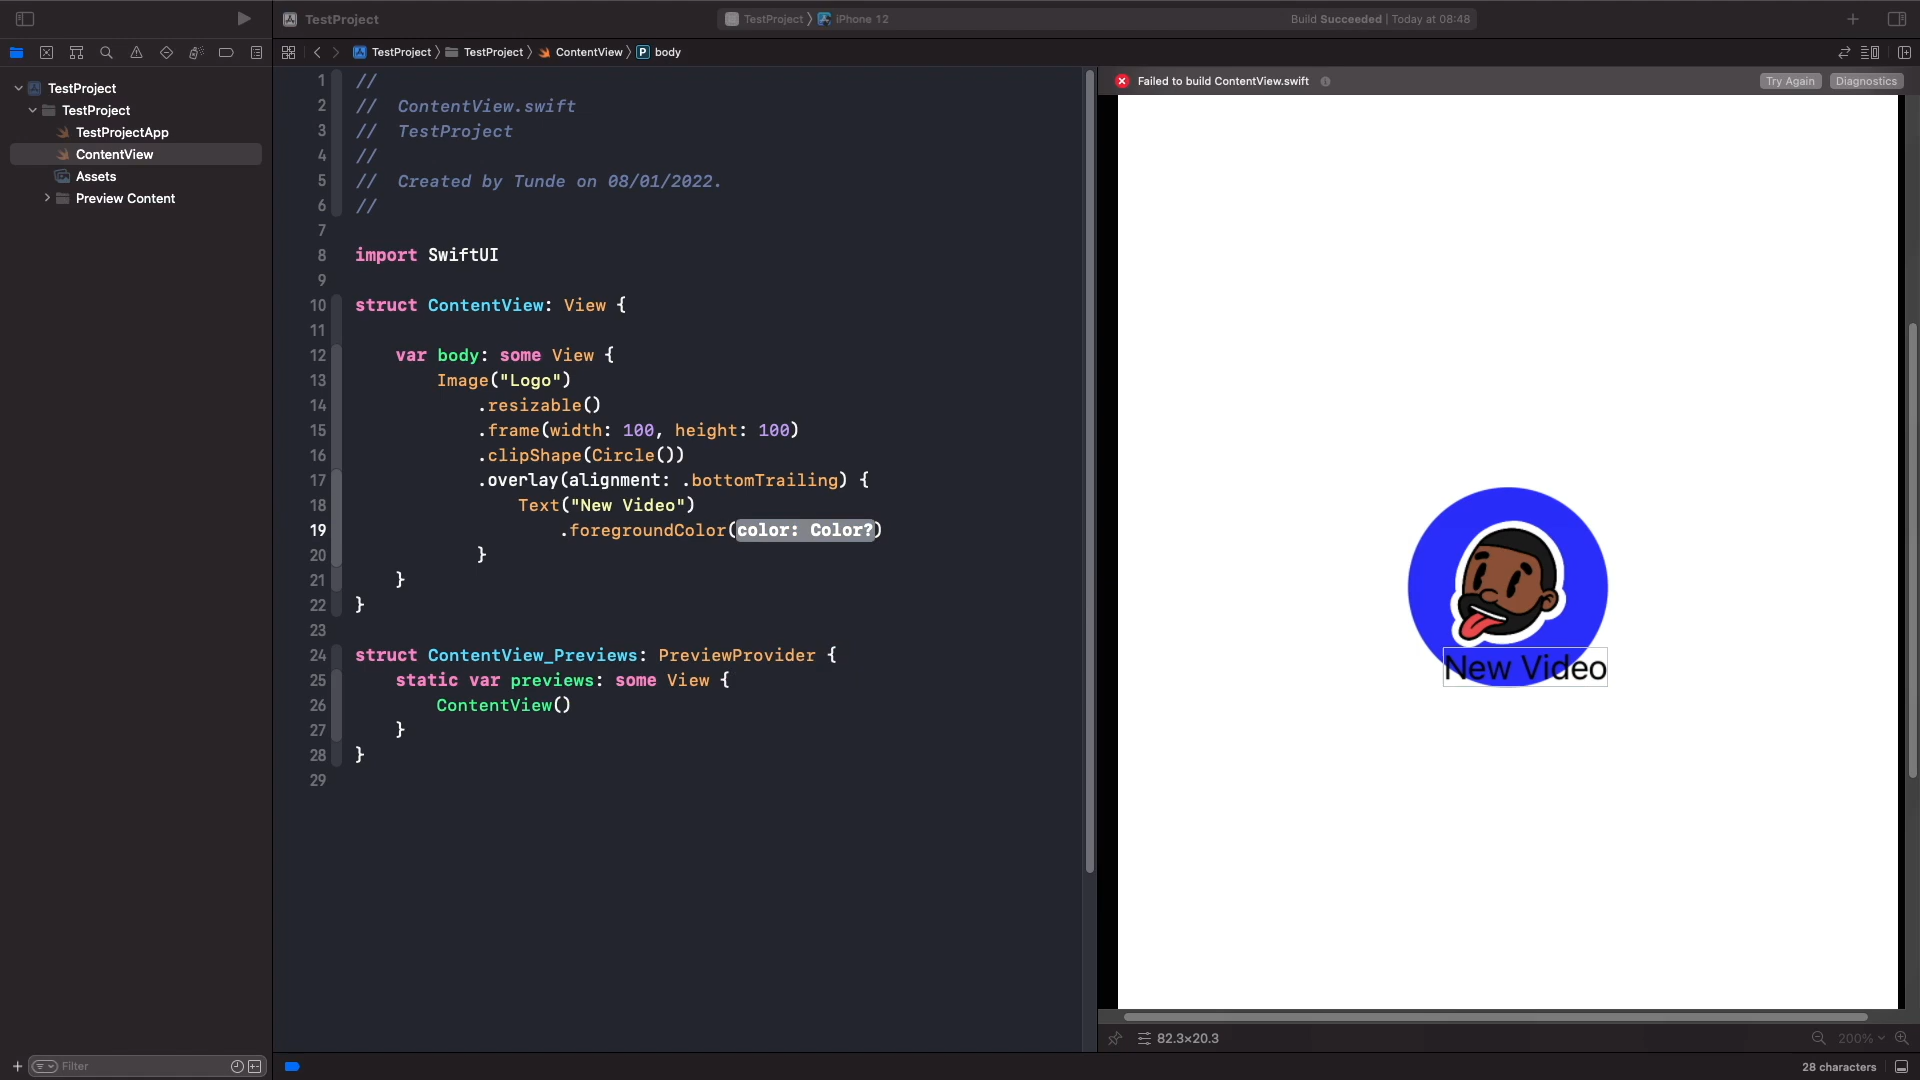 TestProject
TestProject
iPhone 12
Build Succeeded | Today at 08:48
TestProject
TestProject
ContentView
P
body
TestProject
TestProject
TestProjectApp
ContentView
Assets
Preview Content
1 //
2 // ContentView.swift
3 // TestProject
4 //
5 // Created by Tunde on 08/01/2022.
6 //
7
8 import SwiftUI
9
10 struct ContentView: View {
11
12 var body: some View {
13 Image("Logo")
14 .resizable()
15 .frame(width: 100, height: 100)
16 .clipShape(Circle())
17 .overlay(alignment: .bottomTrailing) {
18 Text("New Video")
19 .foregroundColor(color: Color?)
20 }
21 }
22 }
23
24 struct ContentView_Previews: PreviewProvider {
25 static var previews: some View {
26 ContentView()
27 }
28 }
29
Failed to build ContentView.swift
Try Again
Diagnostics
New Video
82.3×20.3
200%
Filter
28 characters